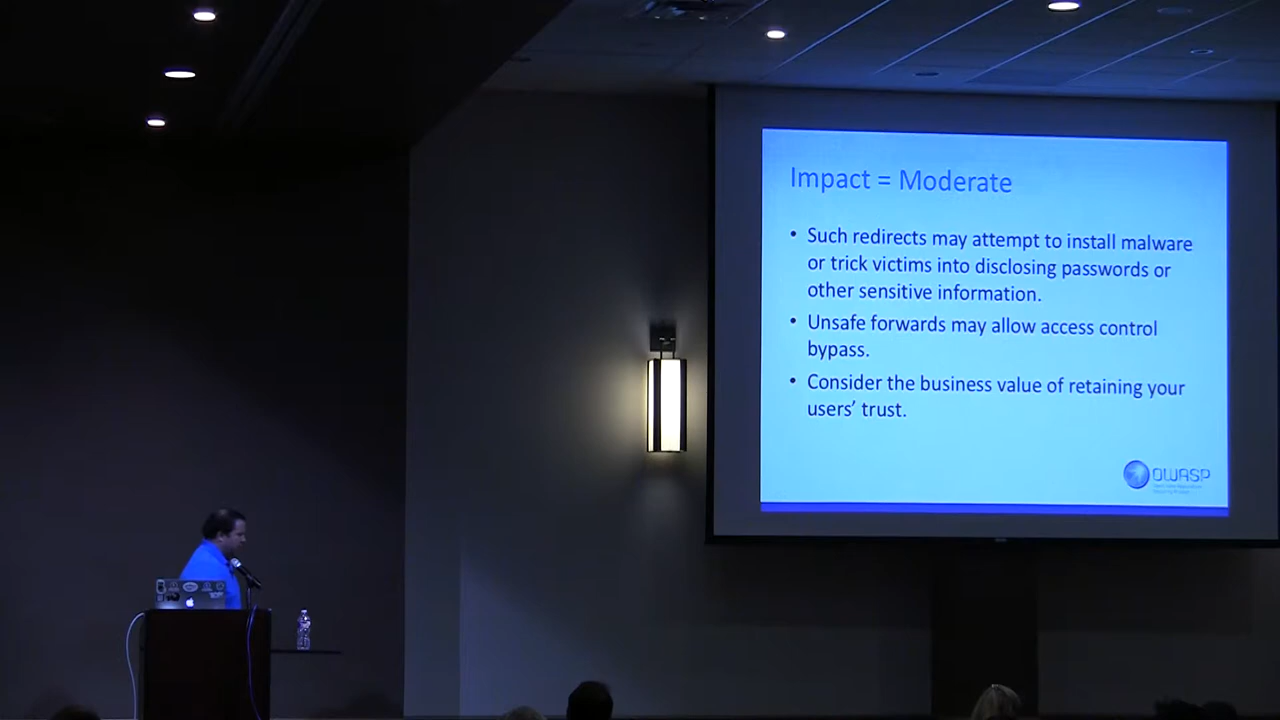 Impact = Moderate
• Such redirects may attempt to install malware
or trick victims into disclosing passwords or
other sensitive information.
• Unsafe forwards may allow access control
bypass.
• Consider the business value of retaining your
users’ trust.
OWASP